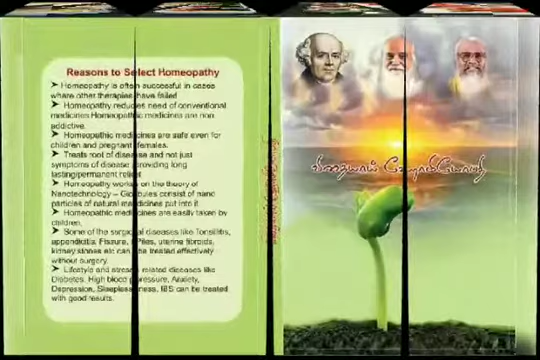 Reasons to Select Homeopathy
➤ Homeopathy is often successful in cases
where other therapies have failed
➤ Homeopathy reduces need of conventional
medicines Homeopathic medicines are non
addictive.
➤ Homeopathic medicines are safe even for
children and pregnant females.
➤ Treats root of disease and not just
symptoms of disease providing long
lasting/permanent relief
➤ Homeopathy works on the theory of
Nanotechnology – Globules consist of nano
particles of natural medicines put into it
➤ Homeopathic medicines are easily taken by
children.
➤ Some of the surgical diseases like Tonsilitis,
appendicitis, Fissure, Piles, uterine fibroids,
kidney stones etc can be treated effectively
without surgery.
➤ Lifestyle and stress related diseases like
Diabetes, High blood pressure, Anxiety,
Depression, Sleeplessness, IBS can be treated
with good results.